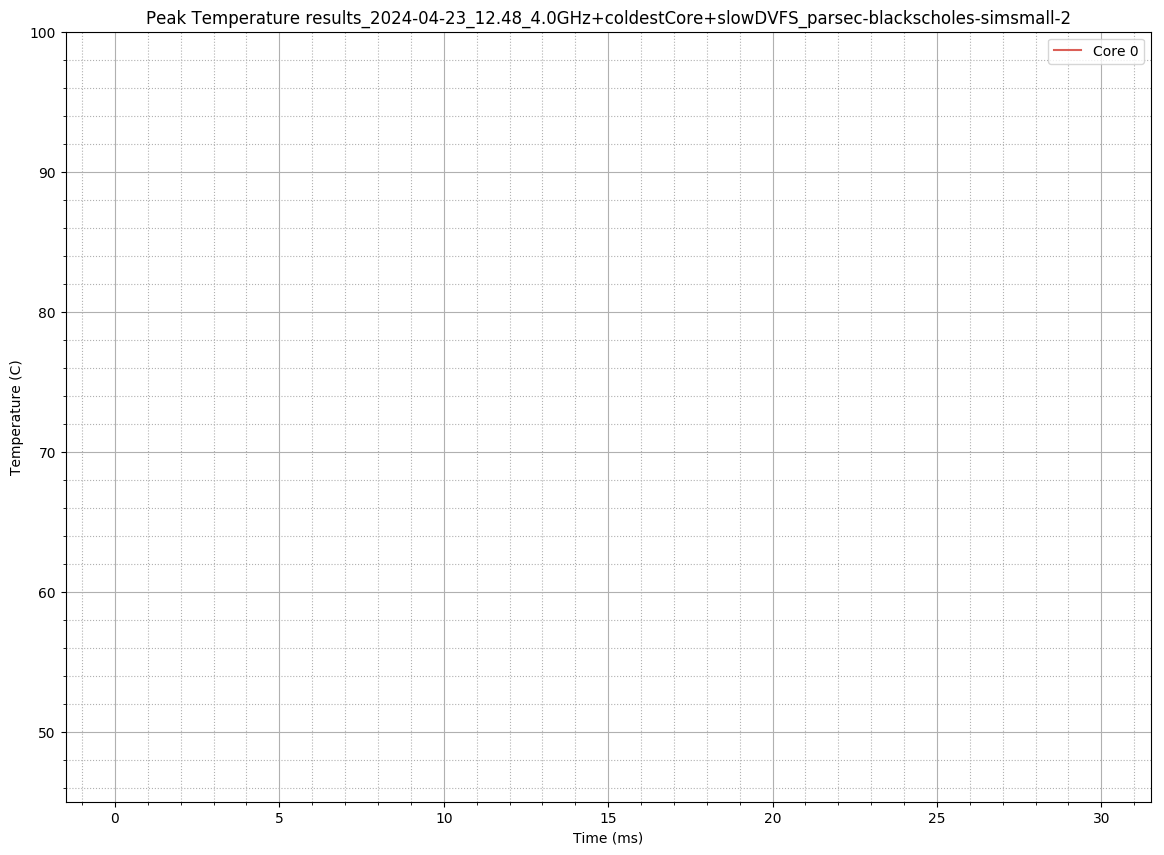 Peak Temperature results_2024-04-23_12.48_4.0GHz+coldestCore+slowDVFS_parsec-blackscholes-simsmall-2
Core 0
100
90
80
70
60
50
Temperature (C)
0 5 10 15 20 25 30
Time (ms)